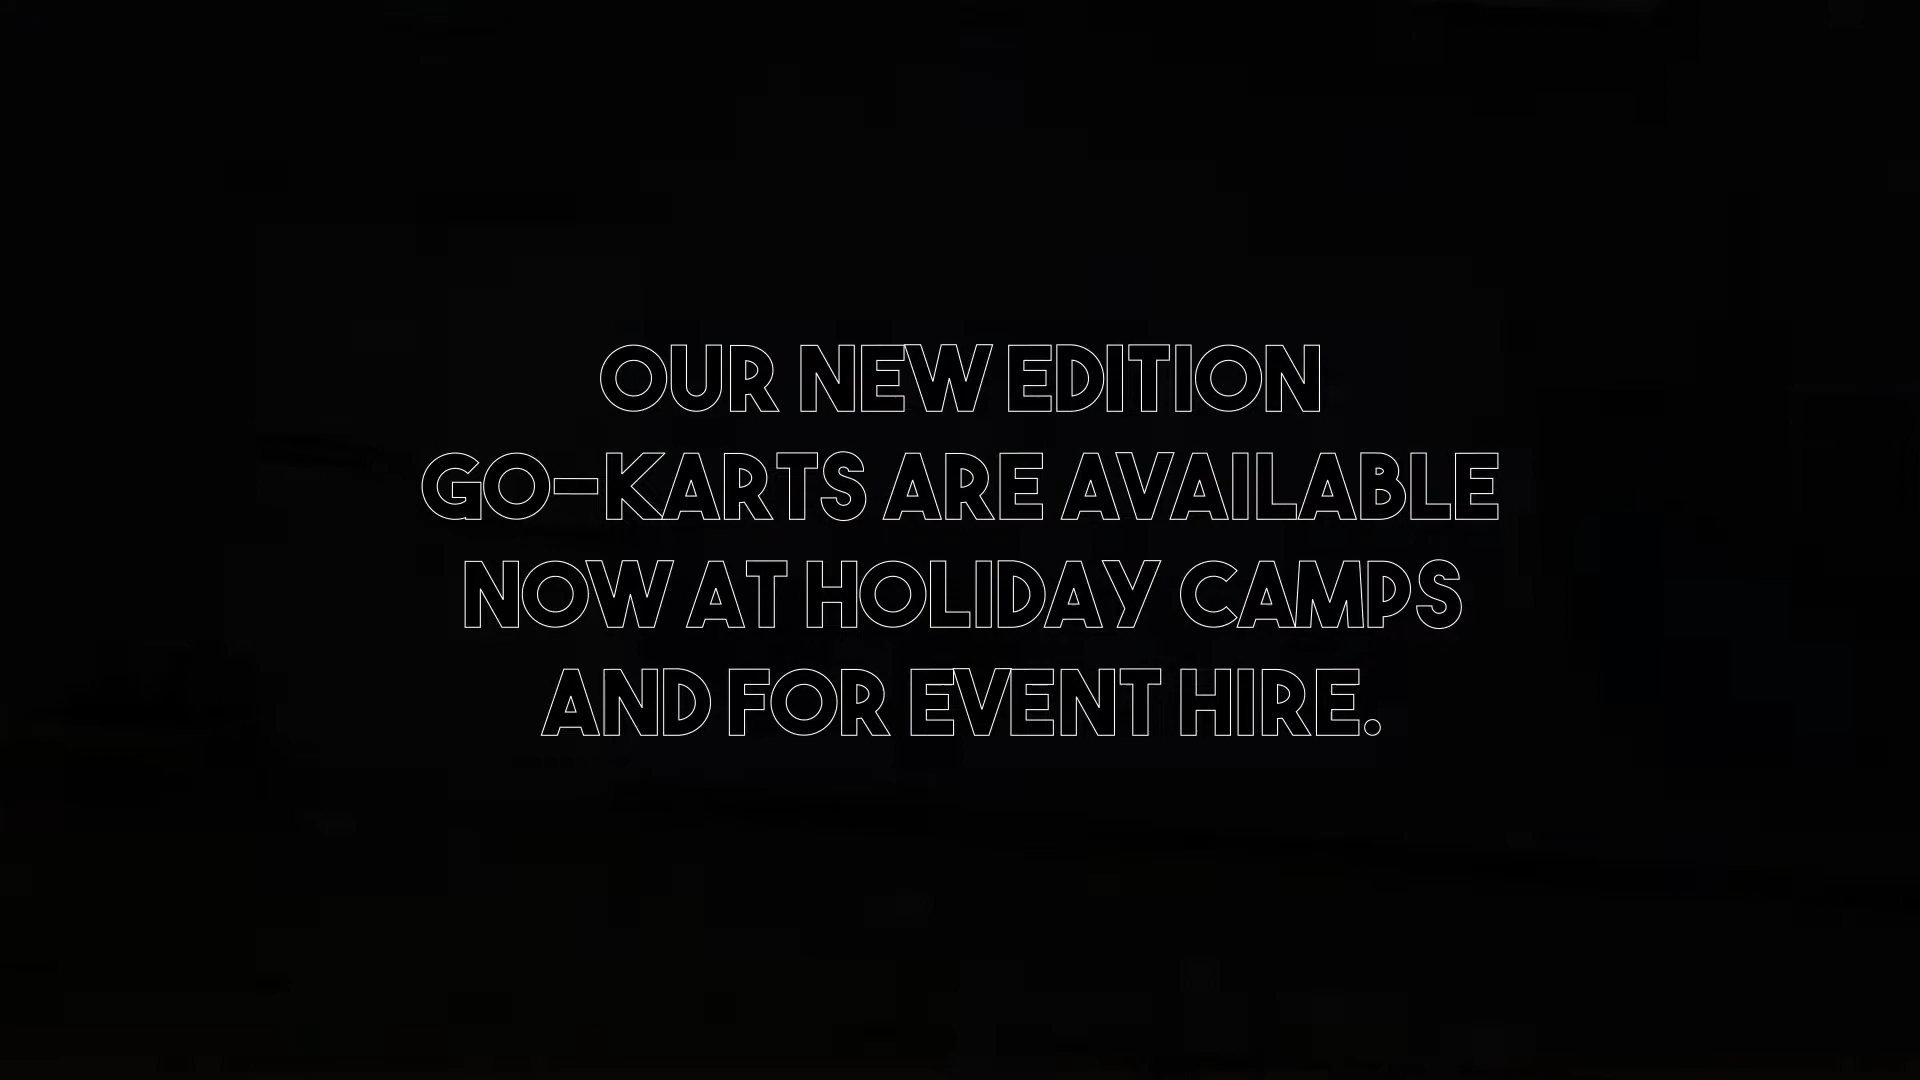 OUR NEW EDITION
GO-KARTS ARE AVAILABLE
NOW AT HOLIDAY CAMPS
AND FOR EVENT HIRE.